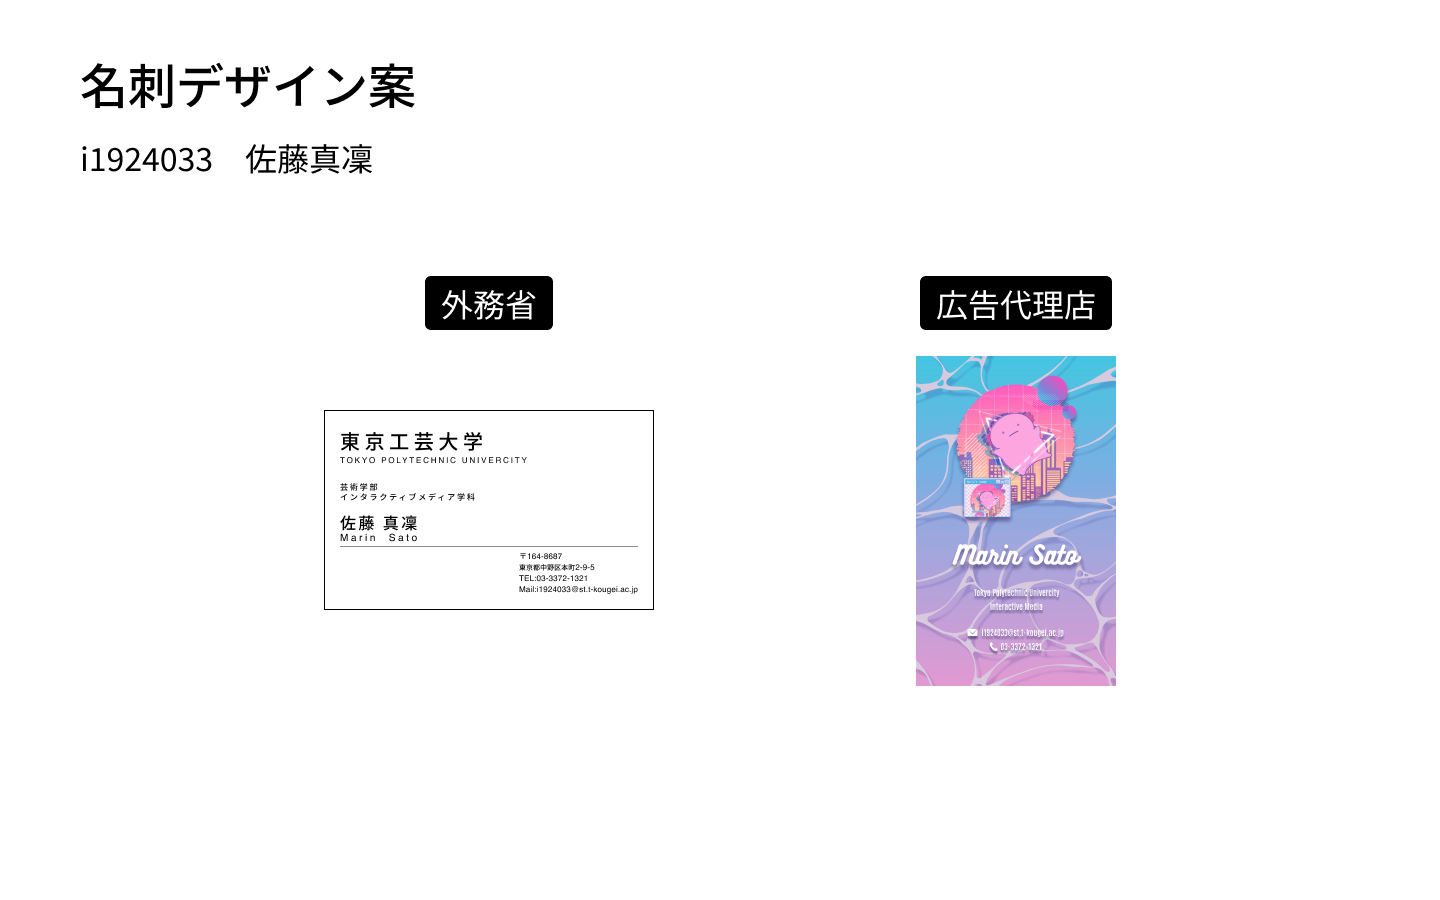 名刺デザイン案
i1924033　佐藤真凜
外務省
東京工芸大学
TOKYO POLYTECHNIC UNIVERCITY
芸術学部
インタラクティブメディア学科
佐藤 真凜
Marin Sato
〒164-8687
東京都中野区本町2-9-5
TEL:03-3372-1321
Mail:i1924033@st.t-kougei.ac.jp
広告代理店
Marin Sato
Tokyo Polytechnic Univercity
Interactive Media
i1924033@st.t-kougei.ac.jp
03-3372-1321